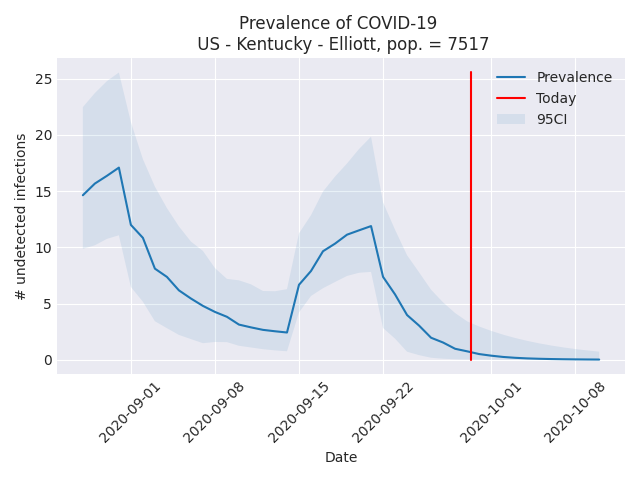 Prevalence of COVID-19
US - Kentucky - Elliott, pop. = 7517
# undetected infections
25
20
15
10
5
0
Prevalence
Today
95CI
2020-09-01
2020-09-08
2020-09-15
2020-09-22
2020-10-01
2020-10-08
Date